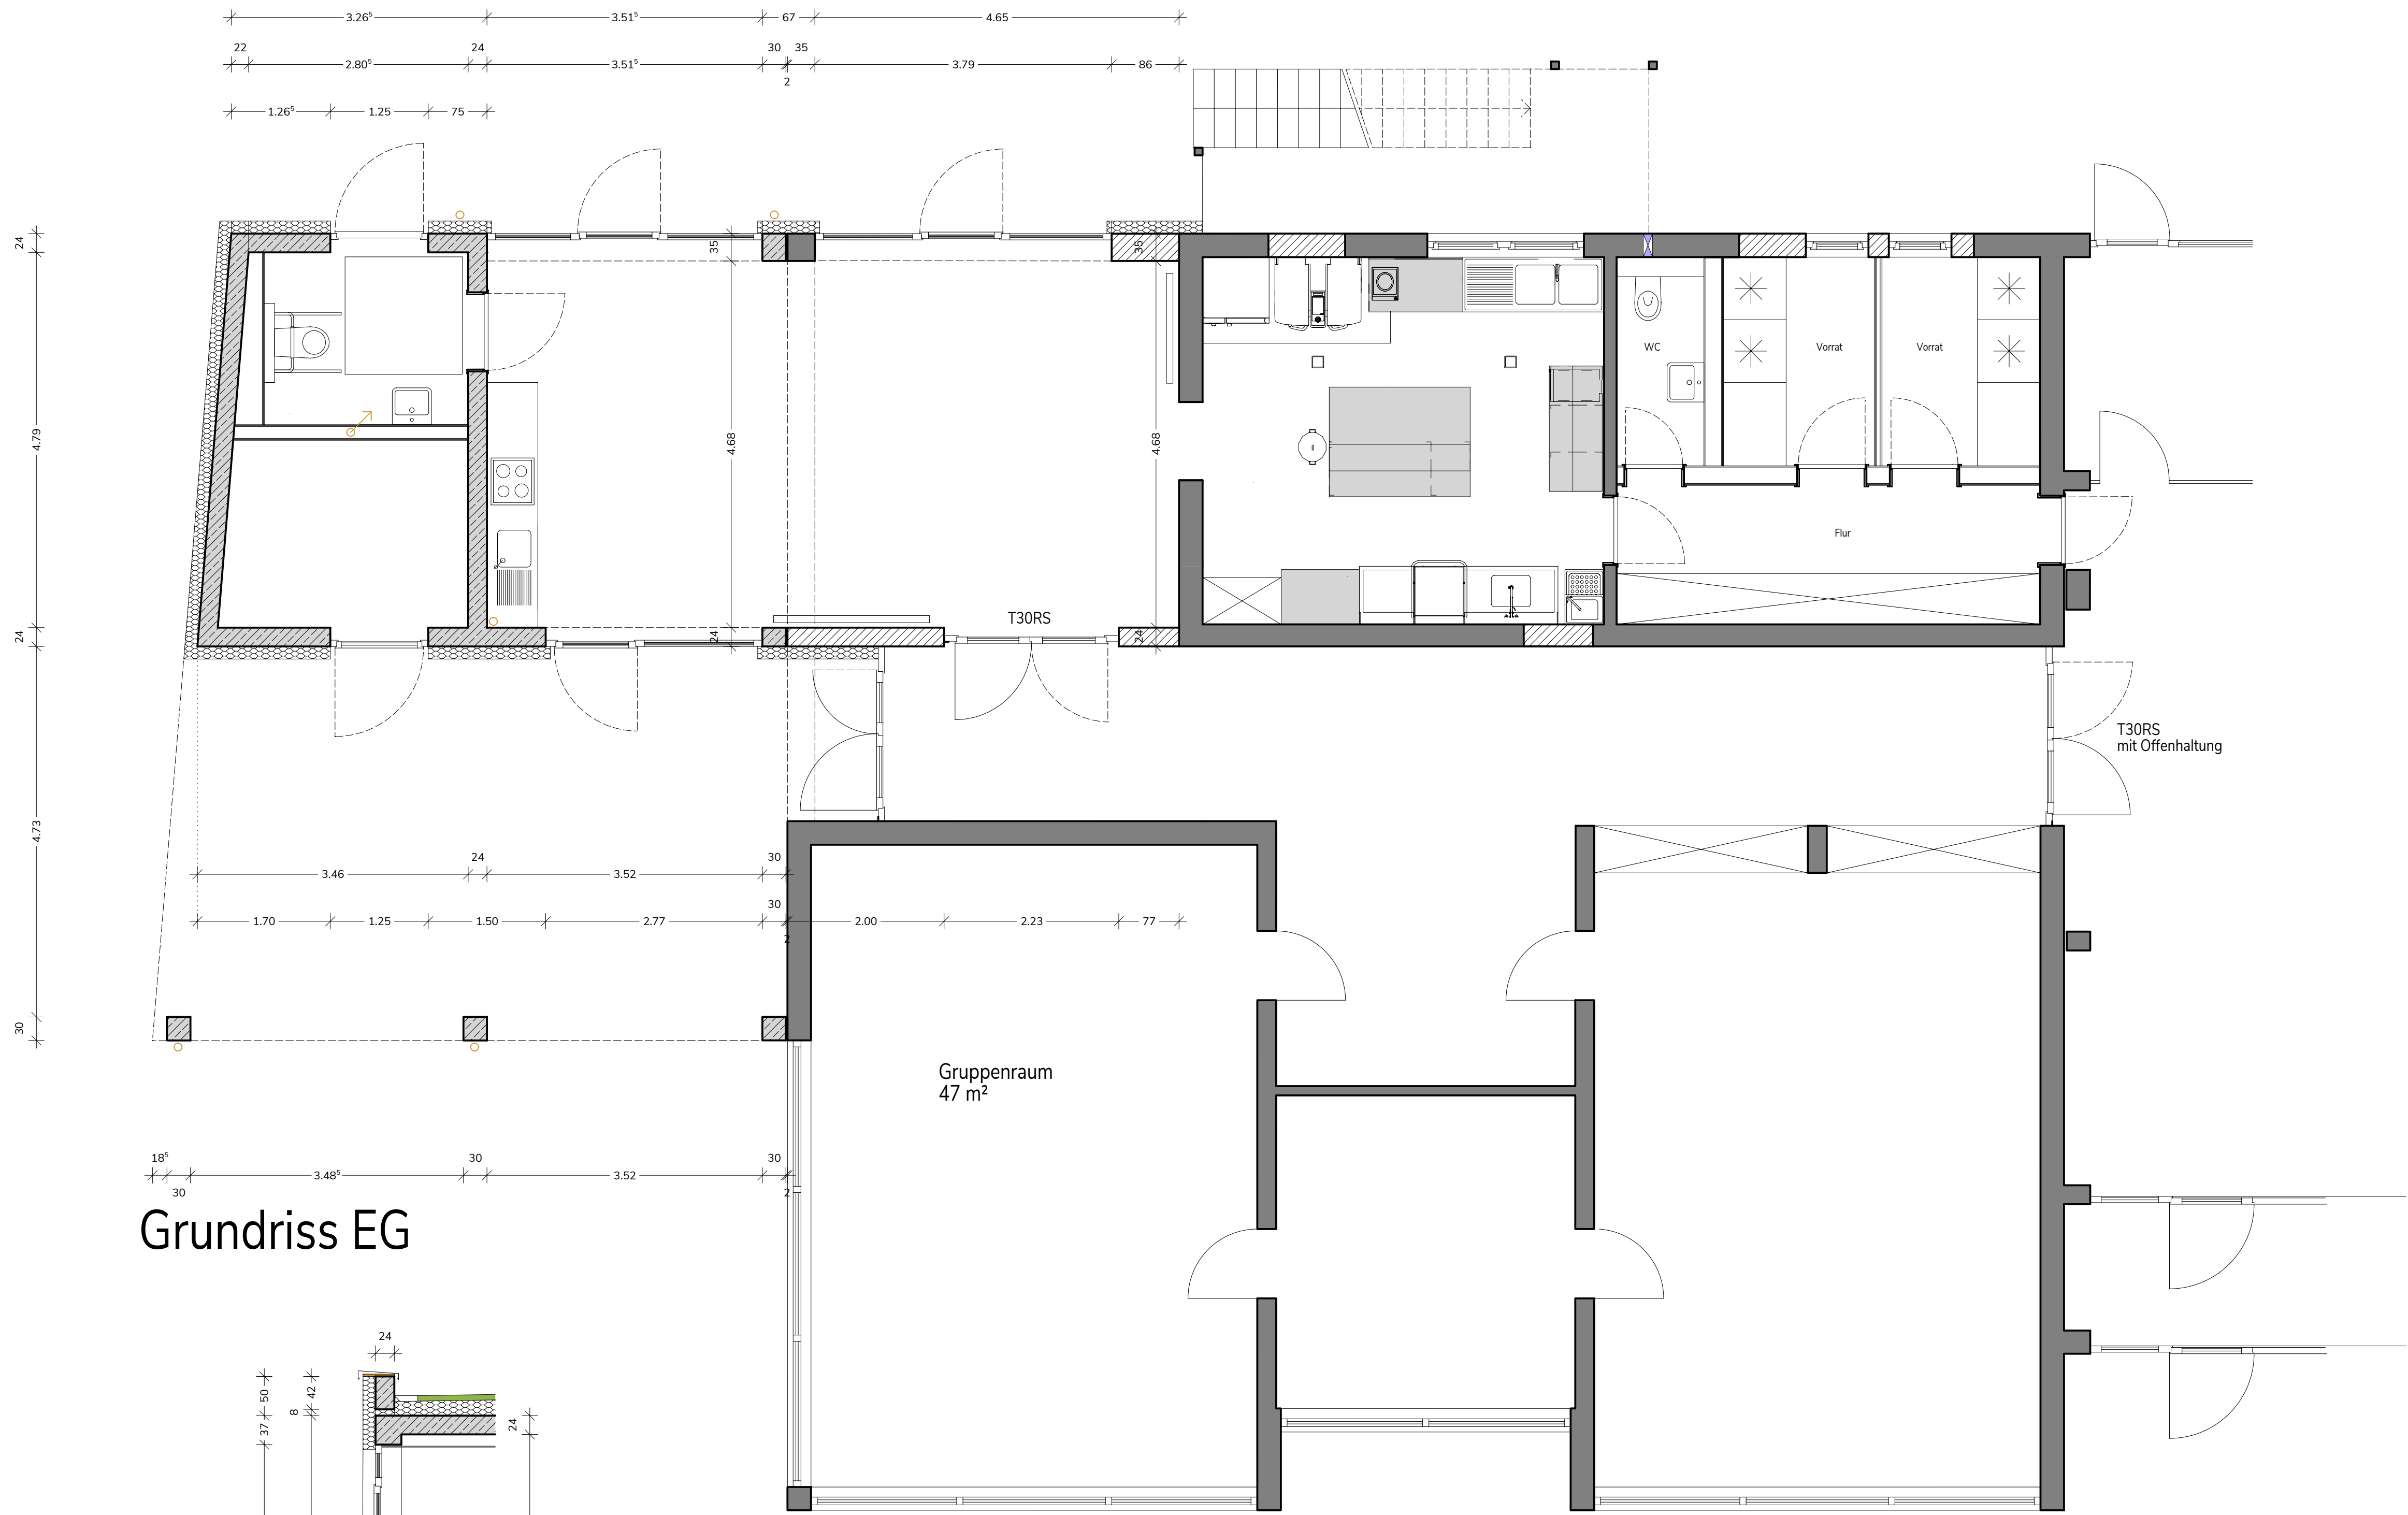 3.26⁵ 3.51⁵ 67 4.65
22 24 30 35
2.80⁵ 3.51⁵ 3.79 86
2
1.26⁵ 1.25 75
24
35
35
WC
Vorrat
Vorrat
4.79
4.68
4.68
Flur
T30RS
24
24
24
T30RS
mit Offenhaltung
4.73
24 30
3.46 3.52
30
1.70 1.25 1.50 2.77 2.00 2.23 77
2
30
Gruppenraum
47 m²
18⁵ 30 30
3.48⁵ 3.52
30 2
Grundriss EG
24
50
42
8
37
24